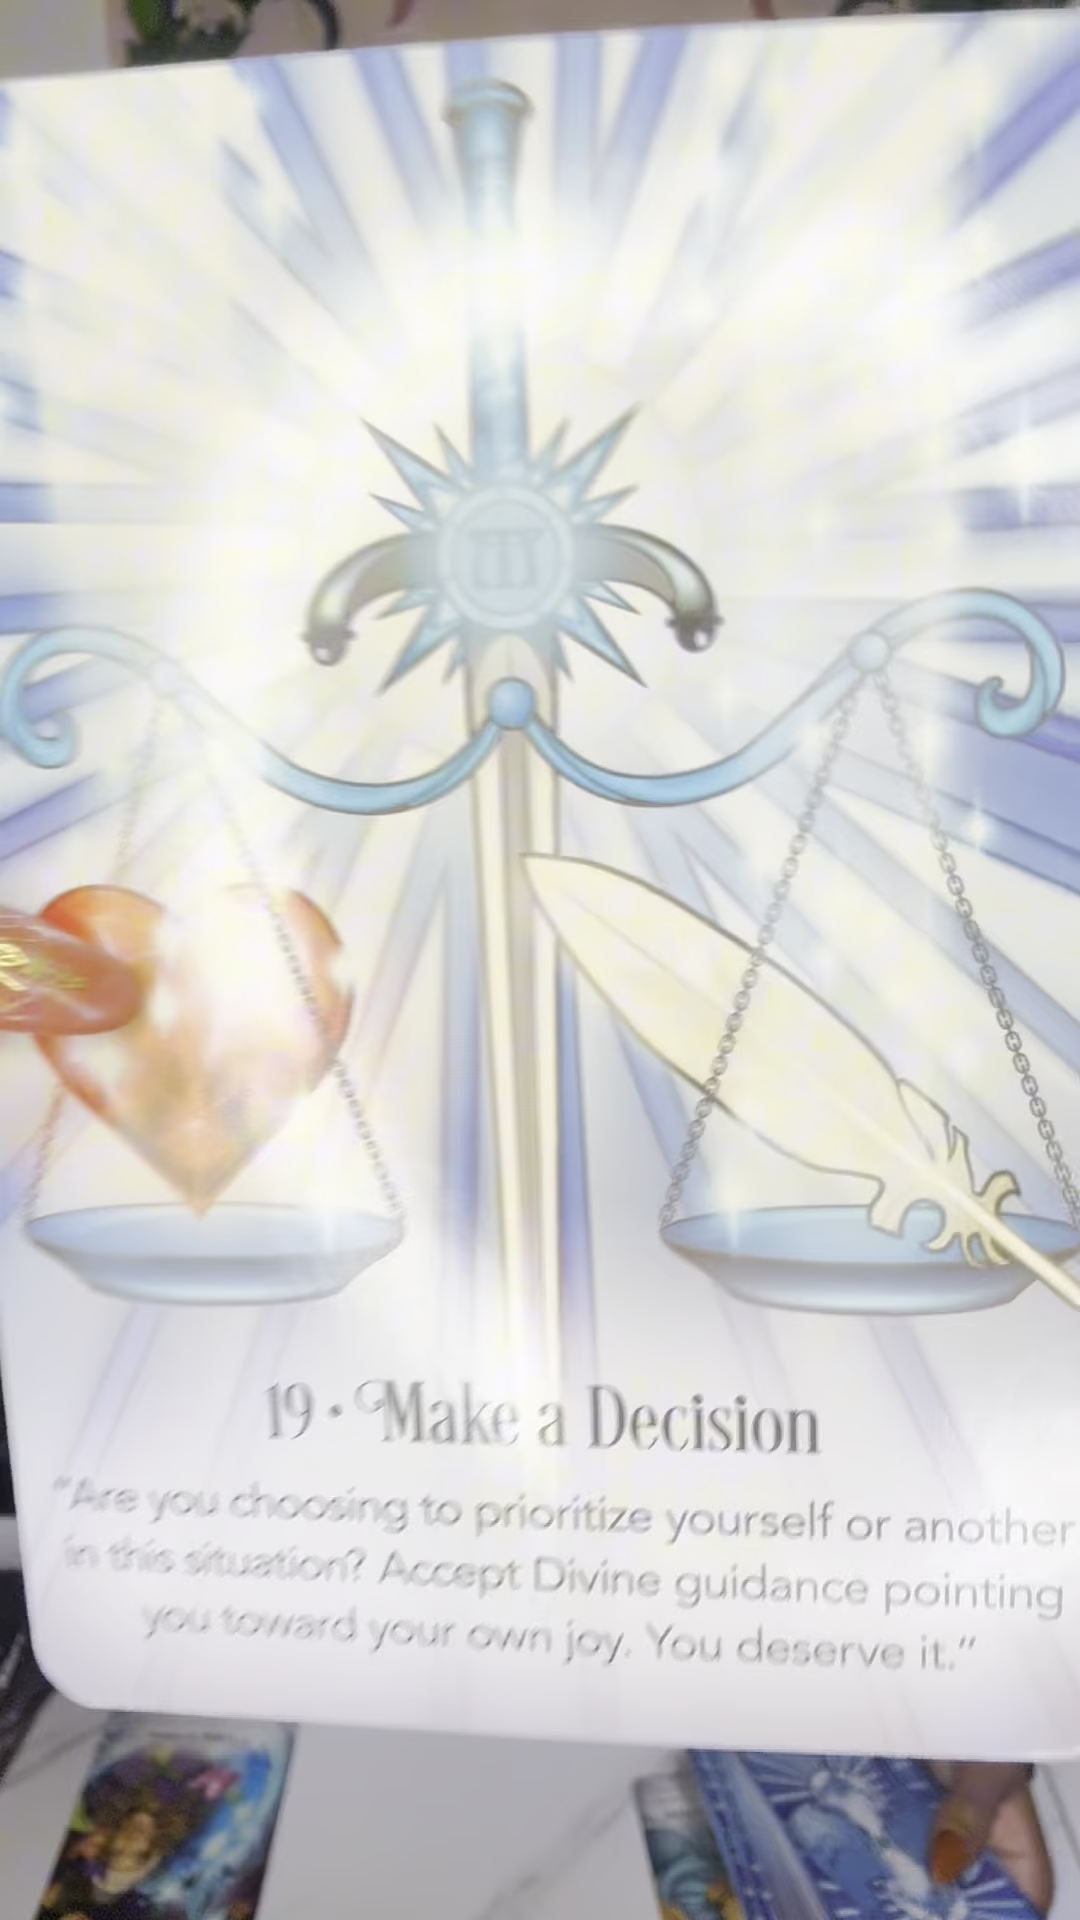 III
19 · Make a Decision
"Are you choosing to prioritize yourself or another
in this situation? Accept Divine guidance pointing
you toward your own joy. You deserve it."